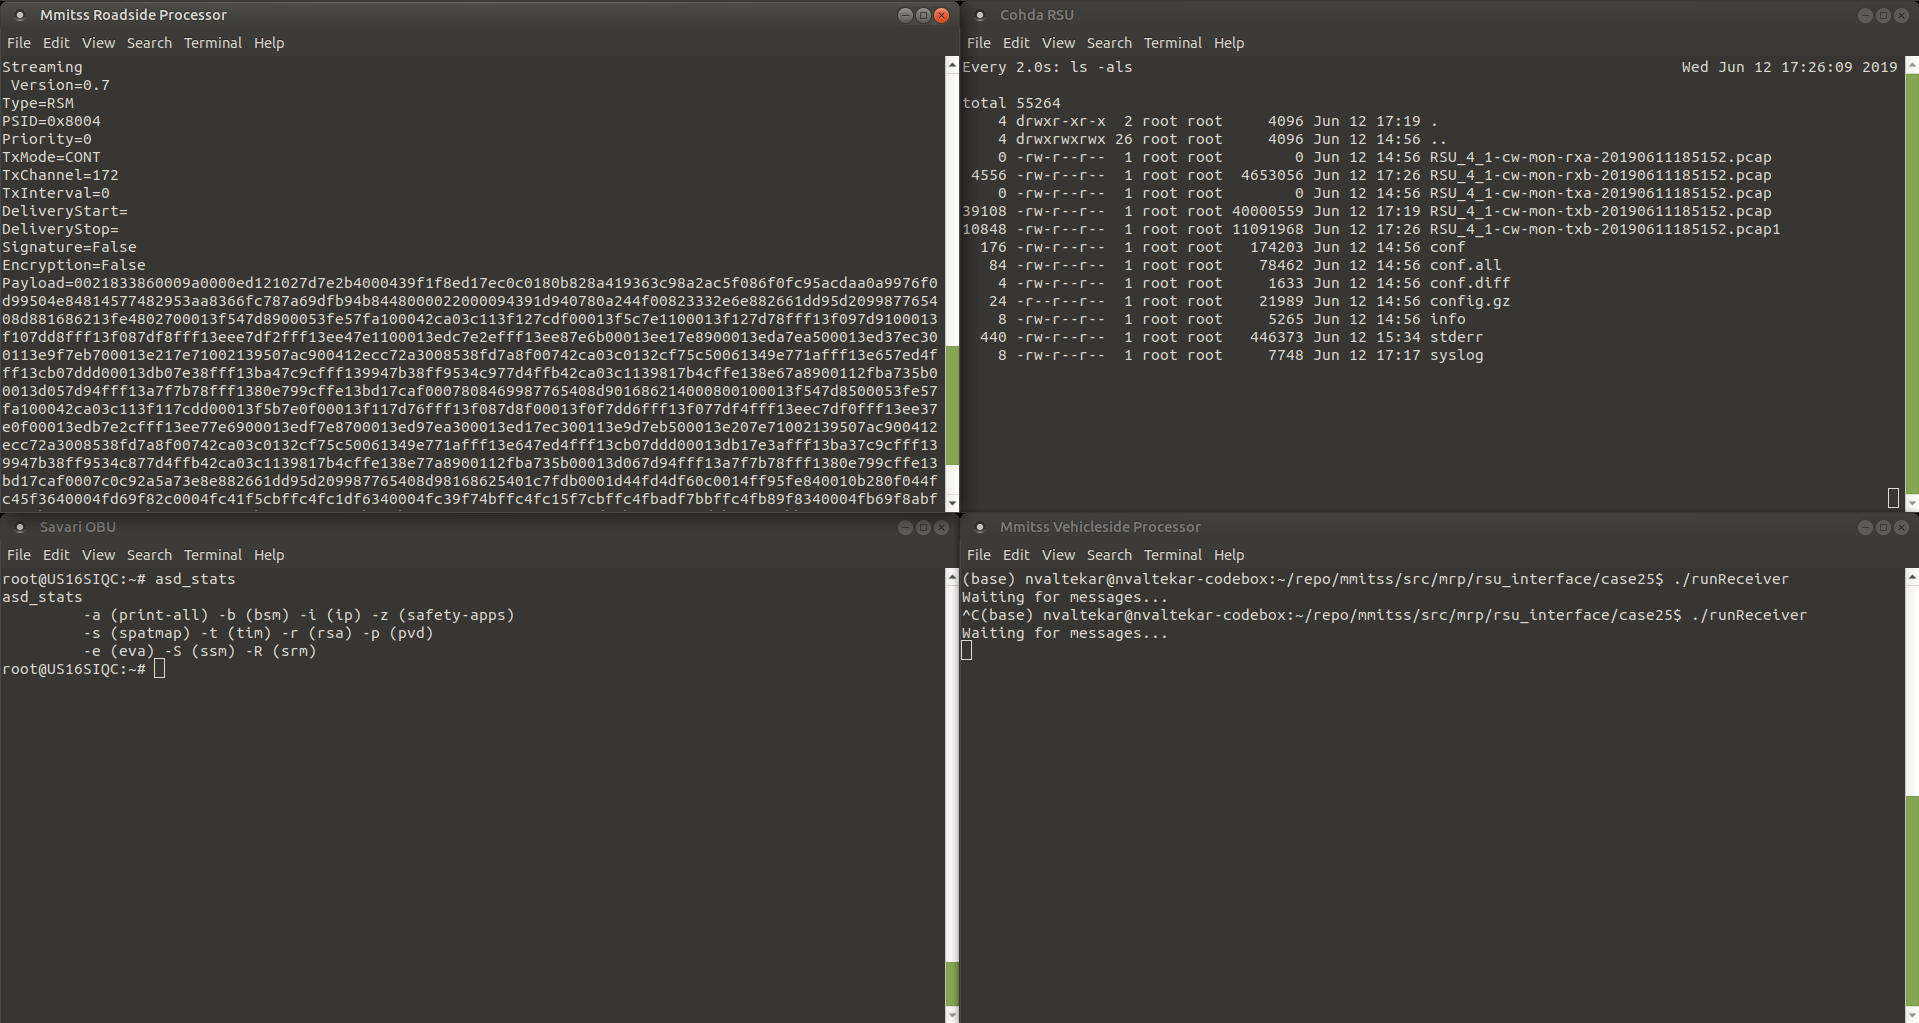 Mmitss Roadside Processor
File Edit View Search Terminal Help
Streaming
 Version=0.7
Type=RSM
PSID=0x8004
Priority=0
TxMode=CONT
TxChannel=172
TxInterval=0
DeliveryStart=
DeliveryStop=
Signature=False
Encryption=False
Payload=0021833860009a0000ed121027d7e2b4000439f1f8ed17ec0c0180b828a419363c98a2ac5f086f0fc95acdaa0a9976f0
d99504e84814577482953aa8366fc787a69dfb94b8448000022000094391d940780a244f00823332e6e882661dd95d2099877654
08d881686213fe4802700013f547d8900053fe57fa100042ca03c113f127cdf00013f5c7e1100013f127d78fff13f097d9100013
f107dd8fff13f087df8fff13feee7df2fff13ee47e1100013edc7e2efff13ee87e6b00013ee17e8900013eda7ea500013ed37ec30
0113e9f7eb700013e217e71002139507ac900412ecc72a3008538fd7a8f00742ca03c0132cf75c50061349e771afff13e657ed4f
ff13cb07ddd00013db07e38fff13ba47c9cffff139947b38ff9534c977d4ffb42ca03c1139817b4cffe138e67a8900112fba735b0
0013d057d94fff13a7f7b78fff1380e799cffe13bd17caf0007808469987765408d901686214000800100013f547d8500053fe57
fa100042ca03c113f117cdd00013f5b7e0f00013f117d76fff13f087d8f00013f0f7dd6fff13f077df4fff13eec7df0fff13ee37
e0f00013edb7e2cfff13ee77e6900013edf7e8700013ed97ea300013ed17ec300113e9d7eb500013e207e71002139507ac900412
ecc72a3008538fd7a8f00742ca03c0132cf75c50061349e771afff13e647ed4fff13cb07ddd00013db17e3afff13ba37c9cfff13
9947b38ff9534c877d4ffb42ca03c1139817b4cffe138e77a8900112fba735b00013d067d94fff13a7f7b78fff1380e799cffe13
bd17caf0007c0c92a5a73e8e882661dd95d209987765408d98168625401c7fdb0001d44fd4df60c0014ff95fe840010b280f044f
c45f3640004fd69f82c0004fc41f5cbffc4fc1df6340004fc39f74bffc4fc15f7cbffc4fbadf7bbffc4fb89f8340004fb69f8abf
Cohda RSU
File Edit View Search Terminal Help
Every 2.0s: ls -als Wed Jun 12 17:26:09 2019
total 55264
4 drwxr-xr-x 2 root root 4096 Jun 12 17:19 .
4 drwxrwxrwx 26 root root 4096 Jun 12 14:56 ..
0 -rw-r--r-- 1 root root 0 Jun 12 14:56 RSU_4_1-cw-mon-rxa-20190611185152.pcap
4556 -rw-r--r-- 1 root root 4653056 Jun 12 17:26 RSU_4_1-cw-mon-rxb-20190611185152.pcap
0 -rw-r--r-- 1 root root 0 Jun 12 14:56 RSU_4_1-cw-mon-txa-20190611185152.pcap
39108 -rw-r--r-- 1 root root 40000559 Jun 12 17:19 RSU_4_1-cw-mon-txb-20190611185152.pcap
10848 -rw-r--r-- 1 root root 11091968 Jun 12 17:26 RSU_4_1-cw-mon-txb-20190611185152.pcap1
176 -rw-r--r-- 1 root root 174203 Jun 12 14:56 conf
84 -rw-r--r-- 1 root root 78462 Jun 12 14:56 conf.all
4 -rw-r--r-- 1 root root 1633 Jun 12 14:56 conf.diff
24 -r--r--r-- 1 root root 21989 Jun 12 14:56 config.gz
8 -rw-r--r-- 1 root root 5265 Jun 12 14:56 info
440 -rw-r--r-- 1 root root 446373 Jun 12 15:34 stderr
8 -rw-r--r-- 1 root root 7748 Jun 12 17:17 syslog
Savari OBU
File Edit View Search Terminal Help
root@US16SIQC:~# asd_stats
asd_stats
-a (print-all) -b (bsm) -i (ip) -z (safety-apps)
-s (spatmap) -t (tim) -r (rsa) -p (pvd)
-e (eva) -S (ssm) -R (srm)
root@US16SIQC:~#
Mmitss Vehicleside Processor
File Edit View Search Terminal Help
(base) nvaltekar@nvaltekar-codebox:~/repo/mmitss/src/mrp/rsu_interface/case25$ ./runReceiver
Waiting for messages...
^C(base) nvaltekar@nvaltekar-codebox:~/repo/mmitss/src/mrp/rsu_interface/case25$ ./runReceiver
Waiting for messages...